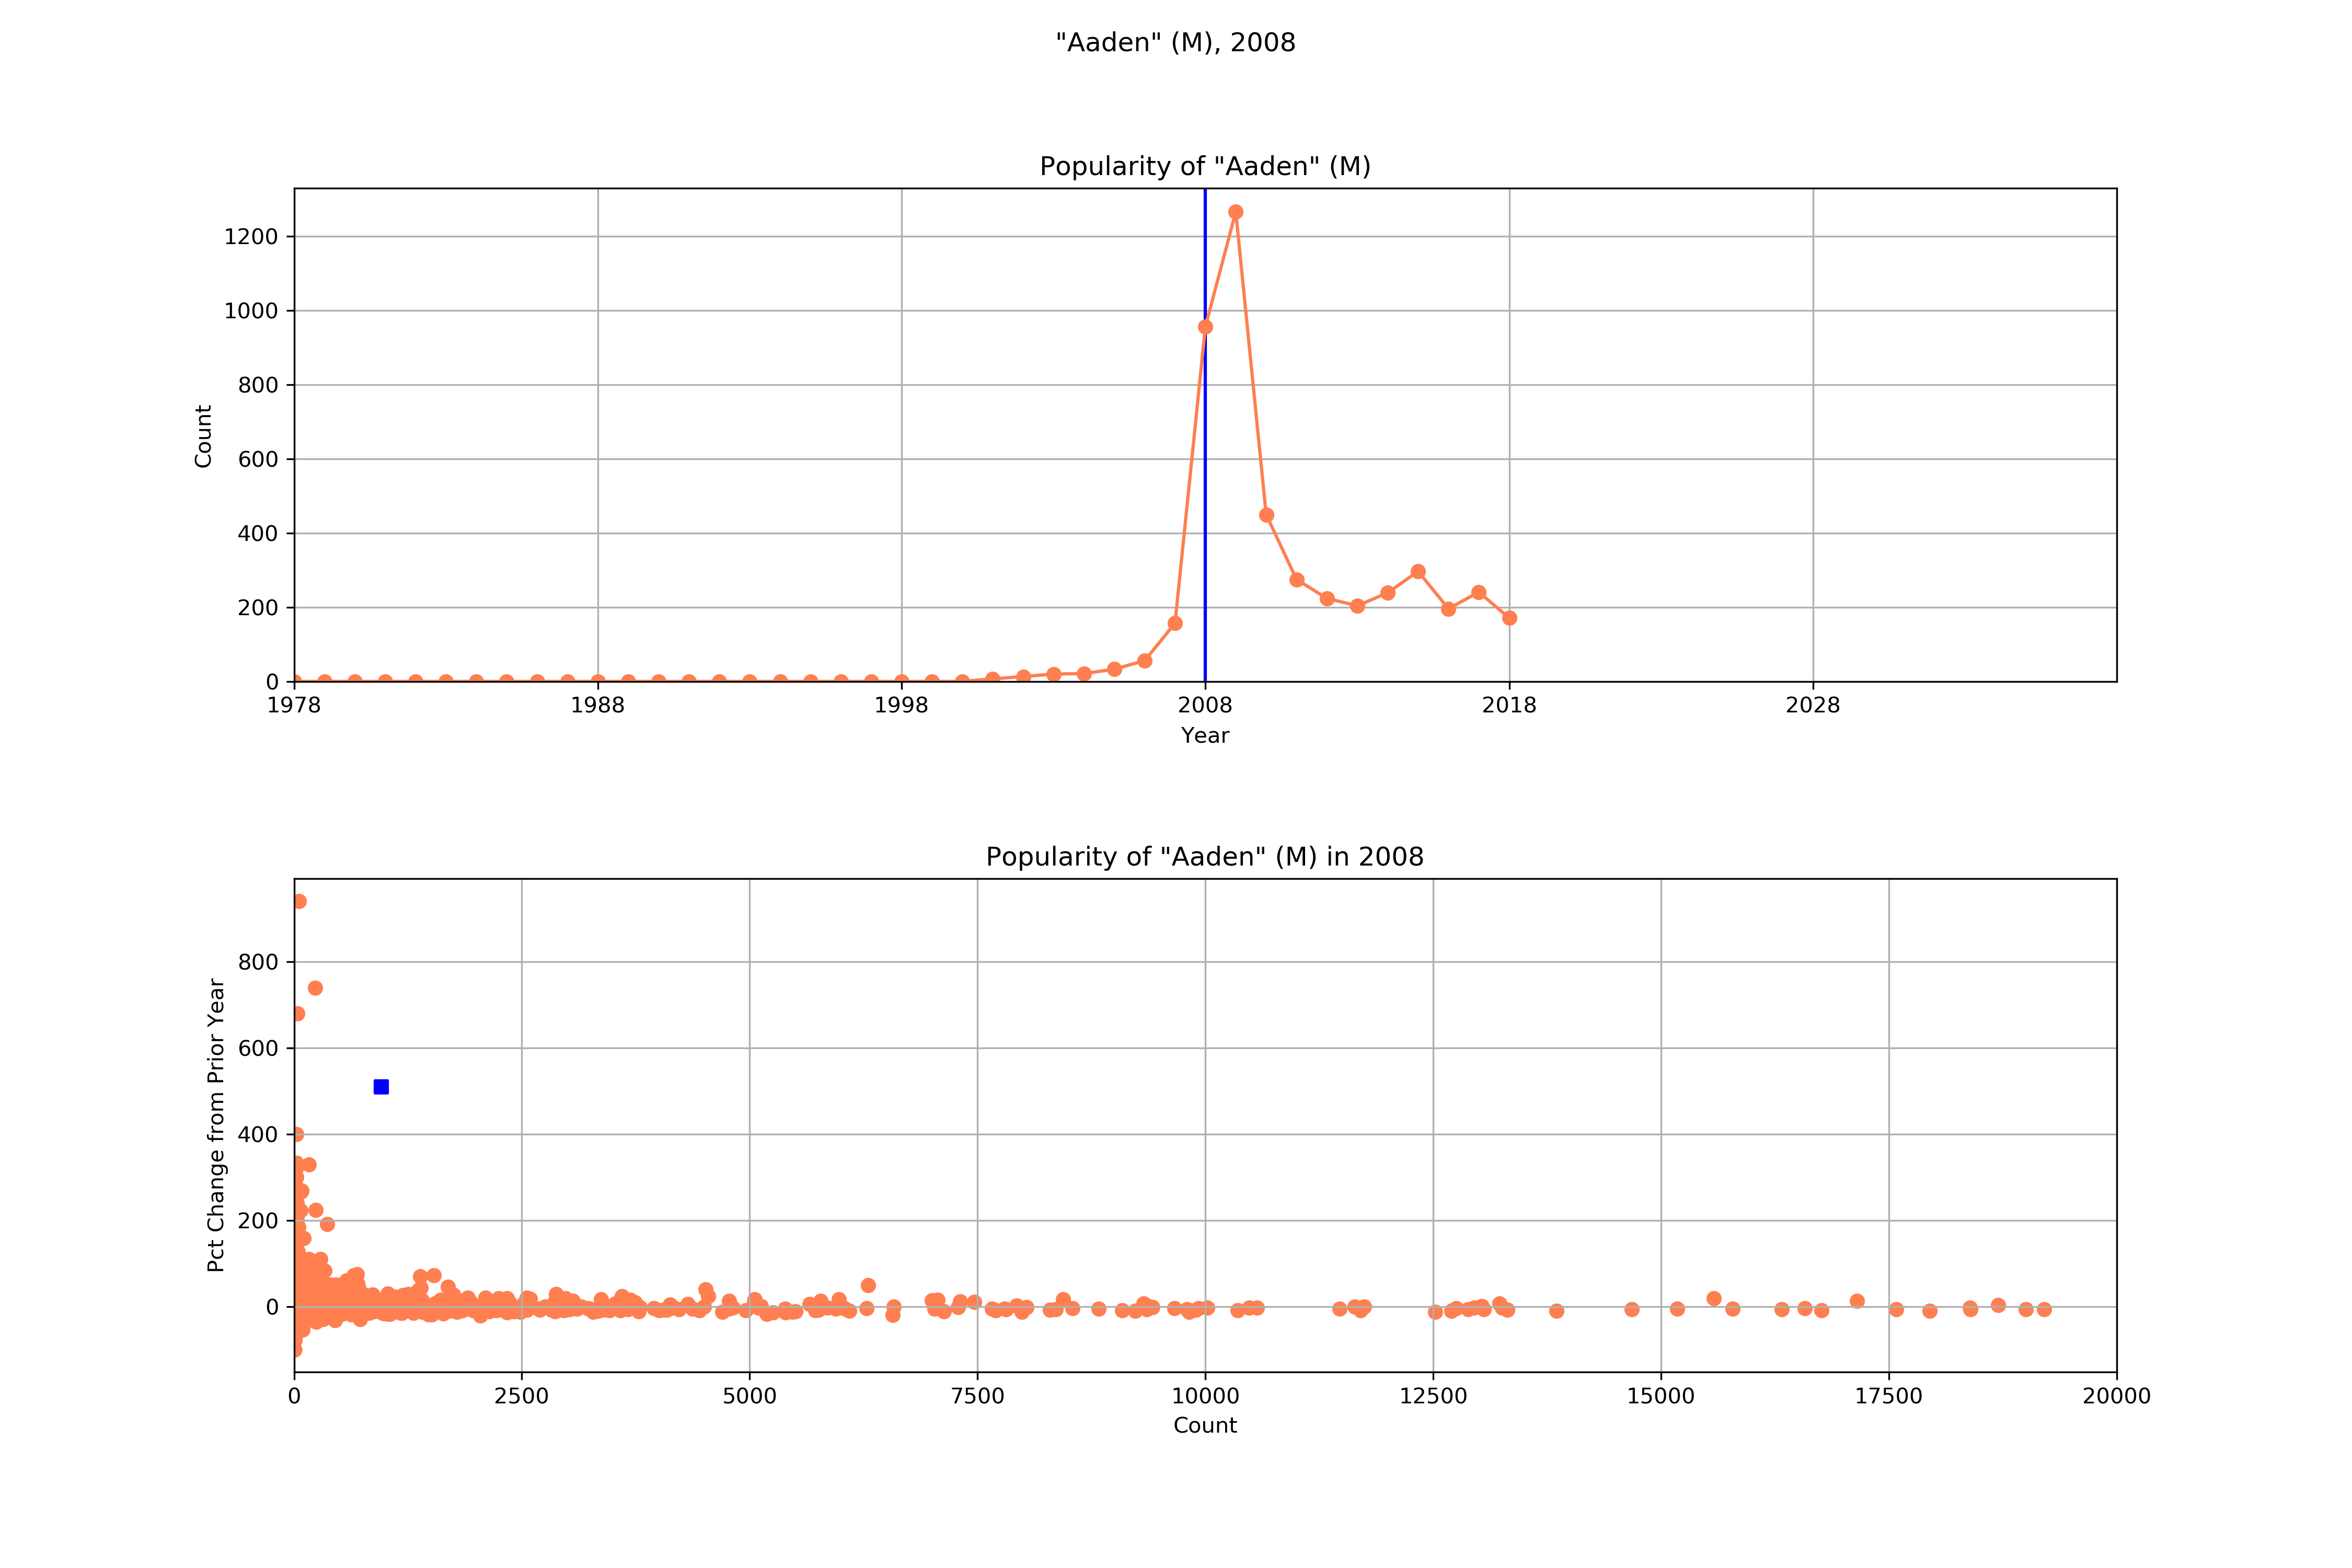 "Aaden" (M), 2008
Popularity of "Aaden" (M)
1200
1000
800
600
400
200
0
Count
1978 1988 1998 2008 2018 2028
Year
Popularity of "Aaden" (M) in 2008
800
600
400
200
0
Pct Change from Prior Year
0 2500 5000 7500 10000 12500 15000 17500 20000
Count